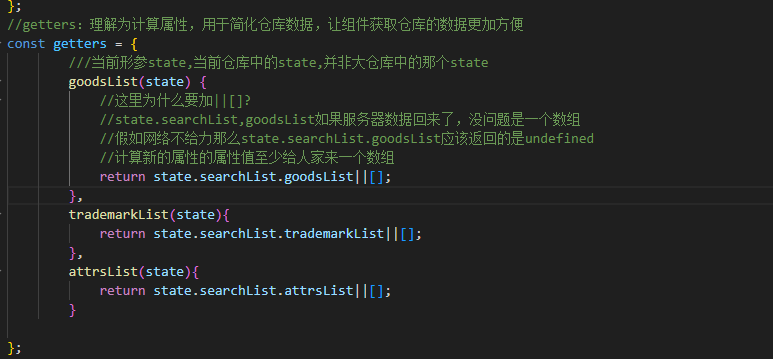 };
//getters：理解为计算属性，用于简化仓库数据，让组件获取仓库的数据更加方便
const getters = {
///当前形参state,当前仓库中的state,并非大仓库中的那个state
goodsList(state) {
//这里为什么要加||[]?
//state.searchList,goodsList如果服务器数据回来了，没问题是一个数组
//假如网络不给力那么state.searchList.goodsList应该返回的是undefined
//计算新的属性的属性值至少给人家来一个数组
return state.searchList.goodsList||[];
},
trademarkList(state){
return state.searchList.trademarkList||[];
},
attrsList(state){
return state.searchList.attrsList||[];
}
};